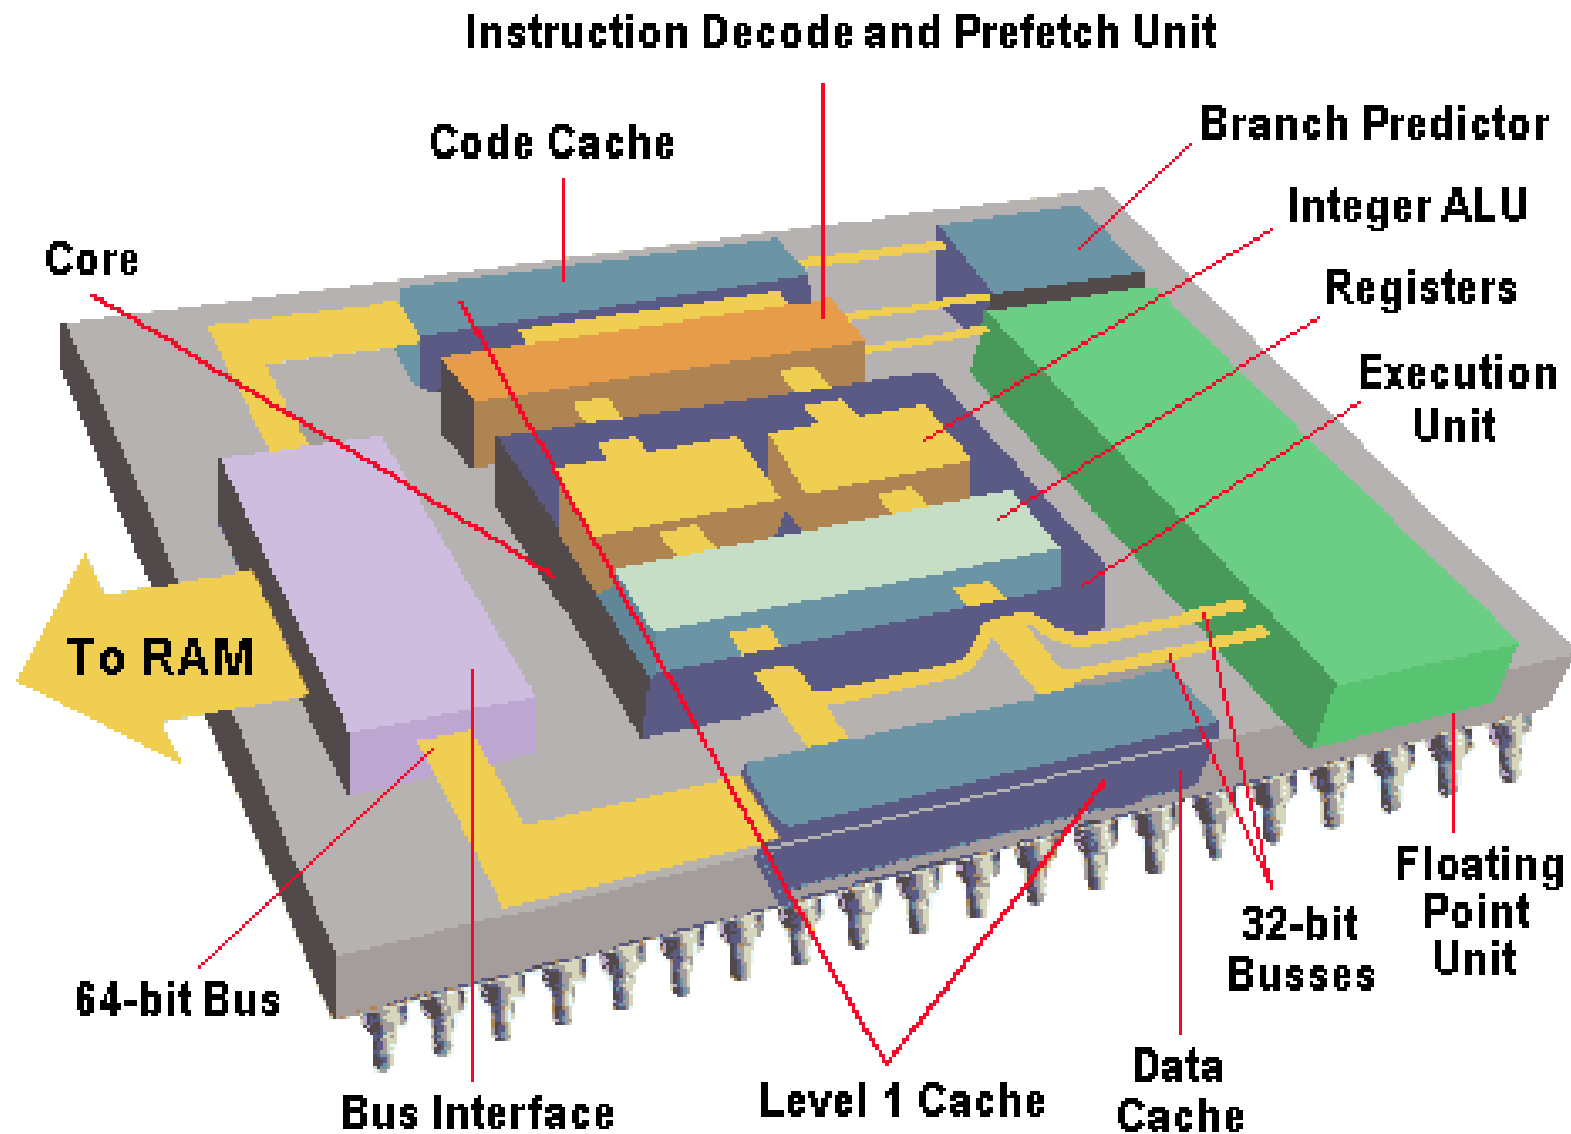 Instruction Decode and Prefetch Unit
Branch Predictor
Code Cache
Integer ALU
Core
Registers
Execution
Unit
To RAM
Floating
Point
Unit
32-bit
Busses
64-bit Bus
Data
Cache
Level 1 Cache
Bus Interface